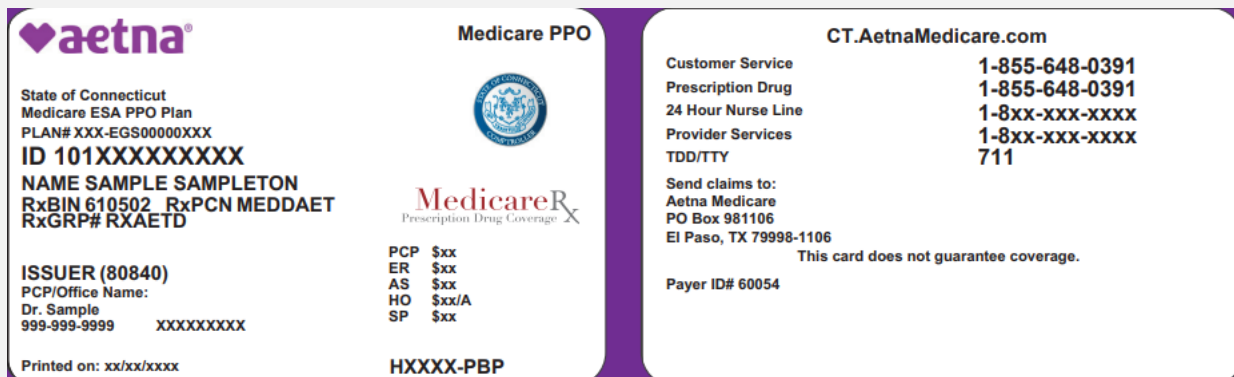 aetna®
Medicare PPO
State of Connecticut
Medicare ESA PPO Plan
PLAN# XXX-EGS00000XXX
ID 101XXXXXXXXX
NAME SAMPLE SAMPLETON
RxBIN 610502 RxPCN MEDDAET
RxGRP# RXAETD
STATE OF CONNECTICUT
COMPTROLLER
MedicareRx
Prescription Drug Coverage
ISSUER (80840)
PCP/Office Name:
Dr. Sample
999-999-9999 XXXXXXXXX
PCP $xx
ER $xx
AS $xx
HO $xx/A
SP $xx
Printed on: xx/xx/xxxx
HXXXX-PBP
CT.AetnaMedicare.com
Customer Service 1-855-648-0391
Prescription Drug 1-855-648-0391
24 Hour Nurse Line 1-8xx-xxx-xxxx
Provider Services 1-8xx-xxx-xxxx
TDD/TTY 711
Send claims to:
Aetna Medicare
PO Box 981106
El Paso, TX 79998-1106
This card does not guarantee coverage.
Payer ID# 60054